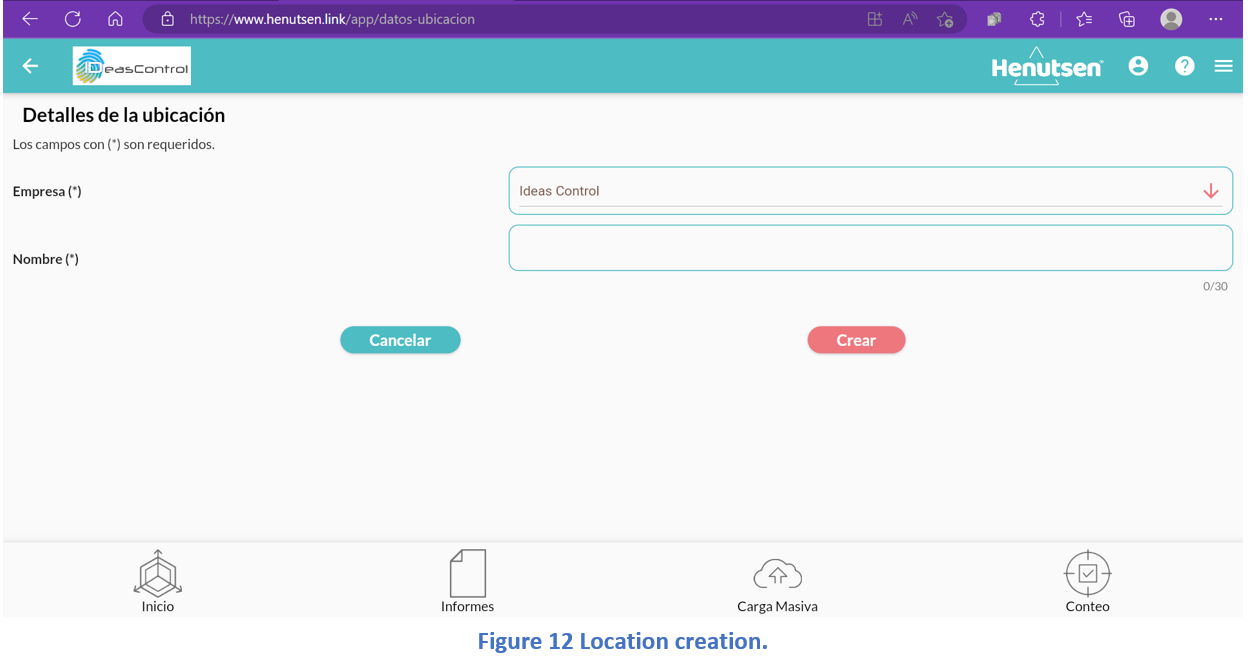 https://www.henutsen.link/app/datos-ubicacion
IDeasControl
Henutsen
Detalles de la ubicación
Los campos con (*) son requeridos.
Empresa (*)
Ideas Control
Nombre (*)
0/30
Cancelar
Crear
Inicio
Informes
Carga Masiva
Conteo
Figure 12 Location creation.